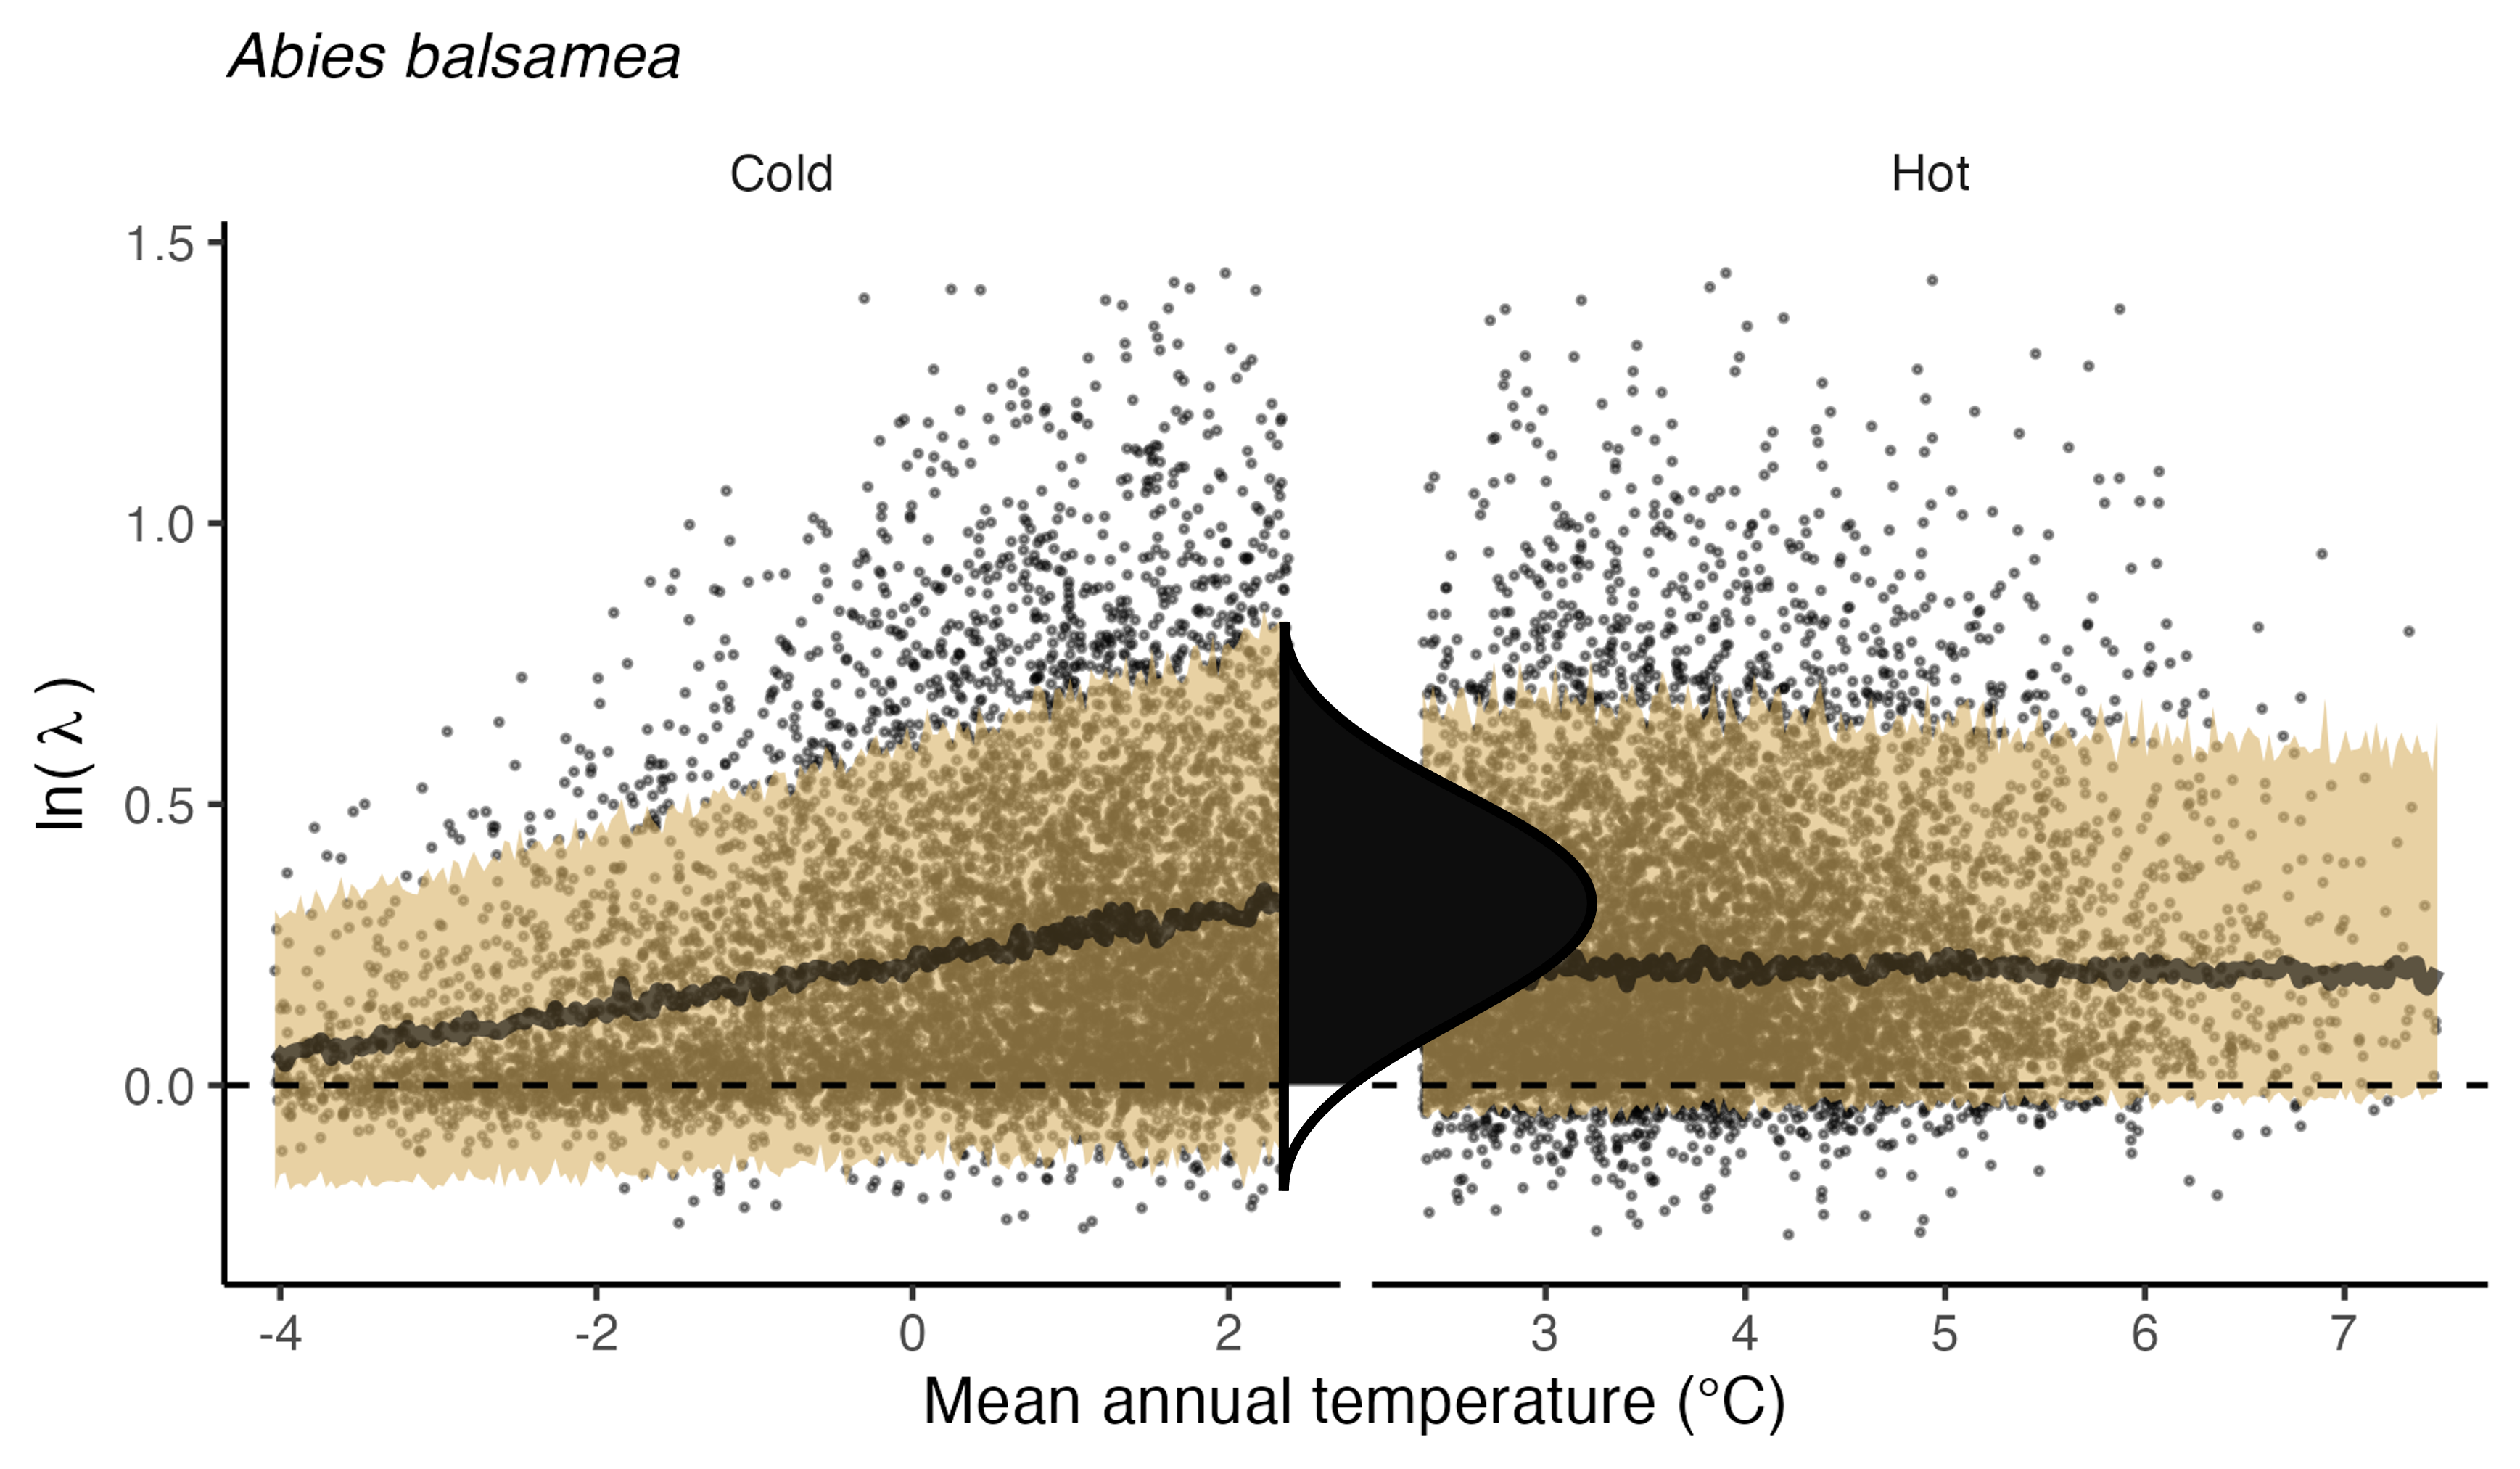 Abies balsamea
Cold
Hot
1.5
1.0
0.5
0.0
ln( λ )
-4 -2 0 2 3 4 5 6 7
Mean annual temperature (°C)